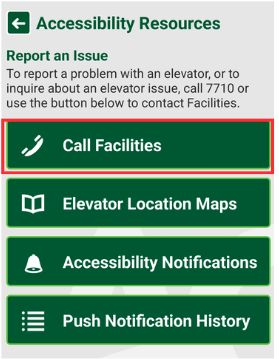 Accessibility Resources
Report an Issue
To report a problem with an elevator, or to
inquire about an elevator issue, call 7710 or
use the button below to contact Facilities.
Call Facilities
Elevator Location Maps
Accessibility Notifications
Push Notification History